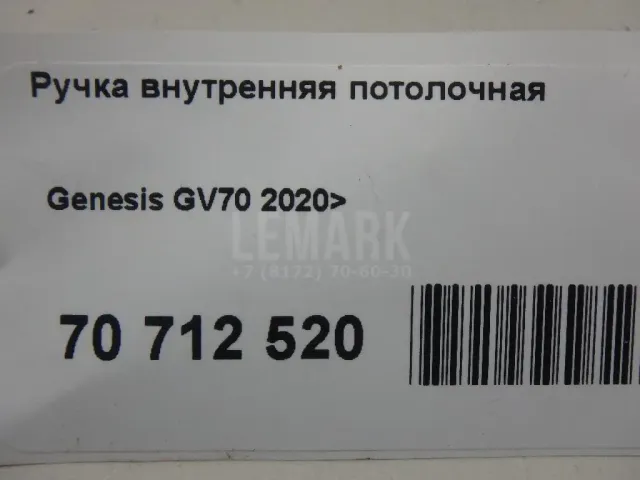 Ручка внутренняя потолочная
Genesis GV70 2020>
LEMARK
+7 (8172) 70-60-30
70 712 520